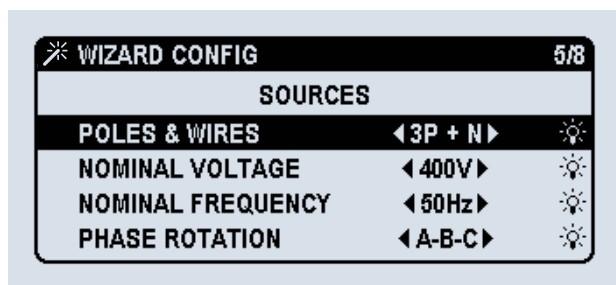 WIZARD CONFIG 5/8
SOURCES
POLES & WIRES 3P + N
NOMINAL VOLTAGE 400V
NOMINAL FREQUENCY 50Hz
PHASE ROTATION A-B-C